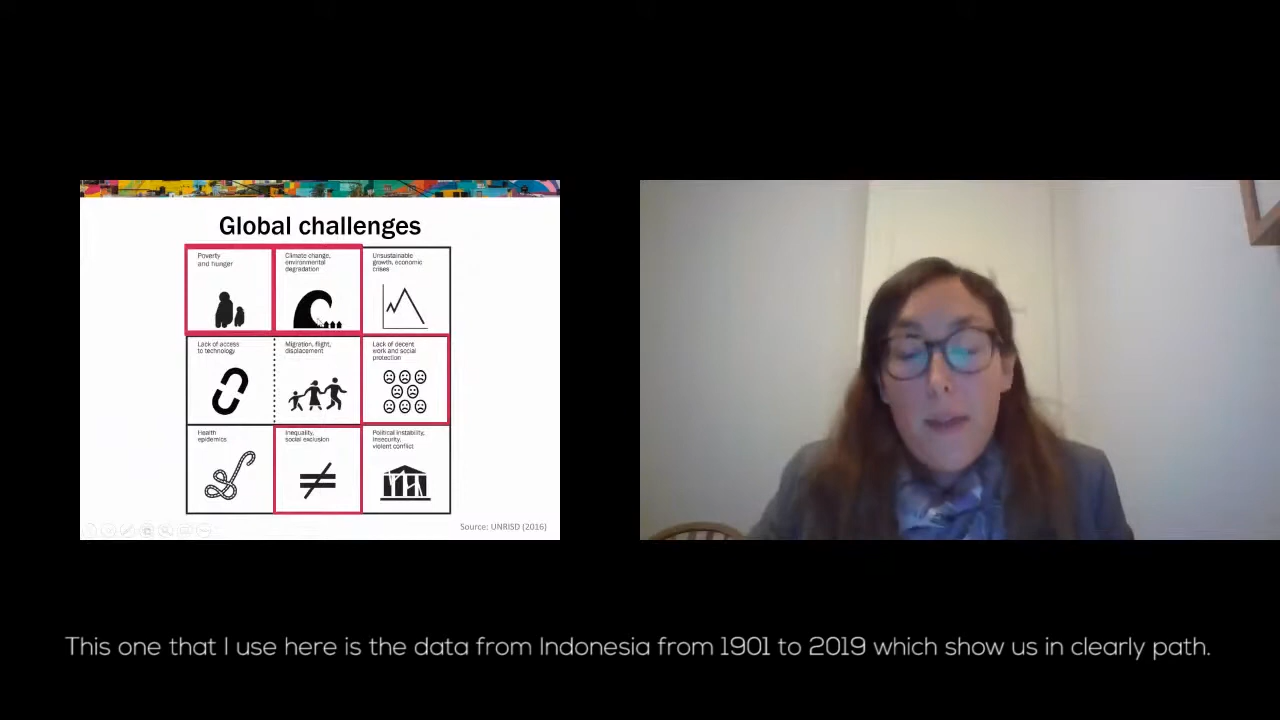 Global challenges
Poverty
and hunger
Climate change,
environmental
degradation
Unsustainable
growth, economic
crises
Lack of access
to technology
Migration, flight,
displacement
Lack of decent
work and social
protection
Health
epidemics
Inequality,
social exclusion
Political instability,
insecurity,
violent conflict
Source: UNRISD (2016)
This one that I use here is the data from Indonesia from 1901 to 2019 which show us in clearly path.